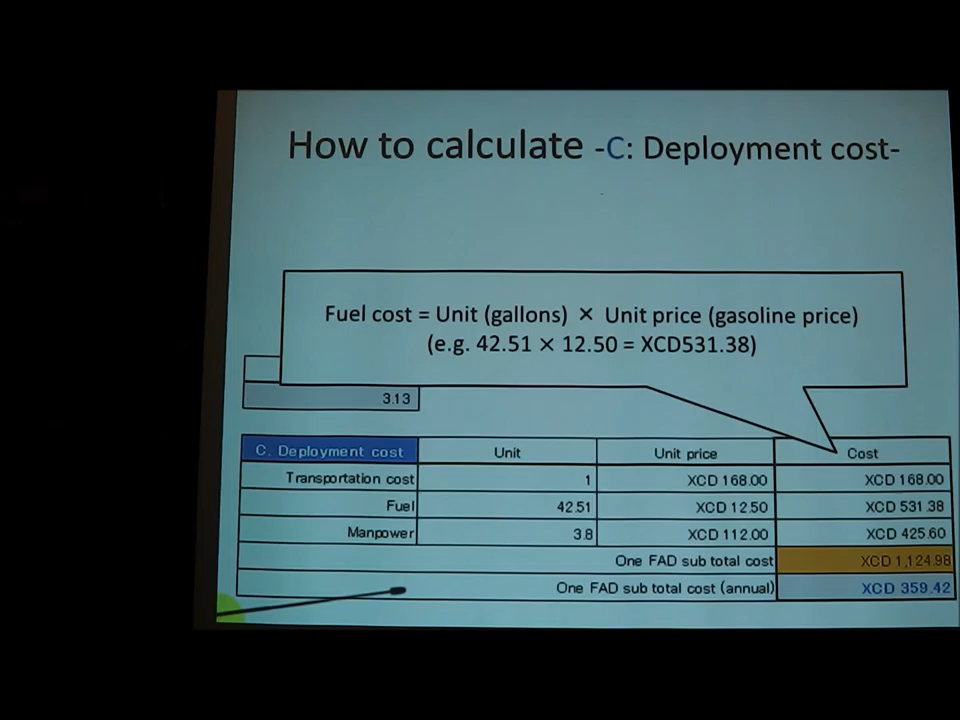 How to calculate -C: Deployment cost-
Fuel cost = Unit (gallons) × Unit price (gasoline price)
(e.g. 42.51 × 12.50 = XCD531.38)
3.13
C. Deployment cost Unit Unit price Cost
Transportation cost 1 XCD 168.00 XCD 168.00
Fuel 42.51 XCD 12.50 XCD 531.38
Manpower 3.8 XCD 112.00 XCD 425.60
One FAD sub total cost XCD 1,124.98
One FAD sub total cost (annual) XCD 359.42